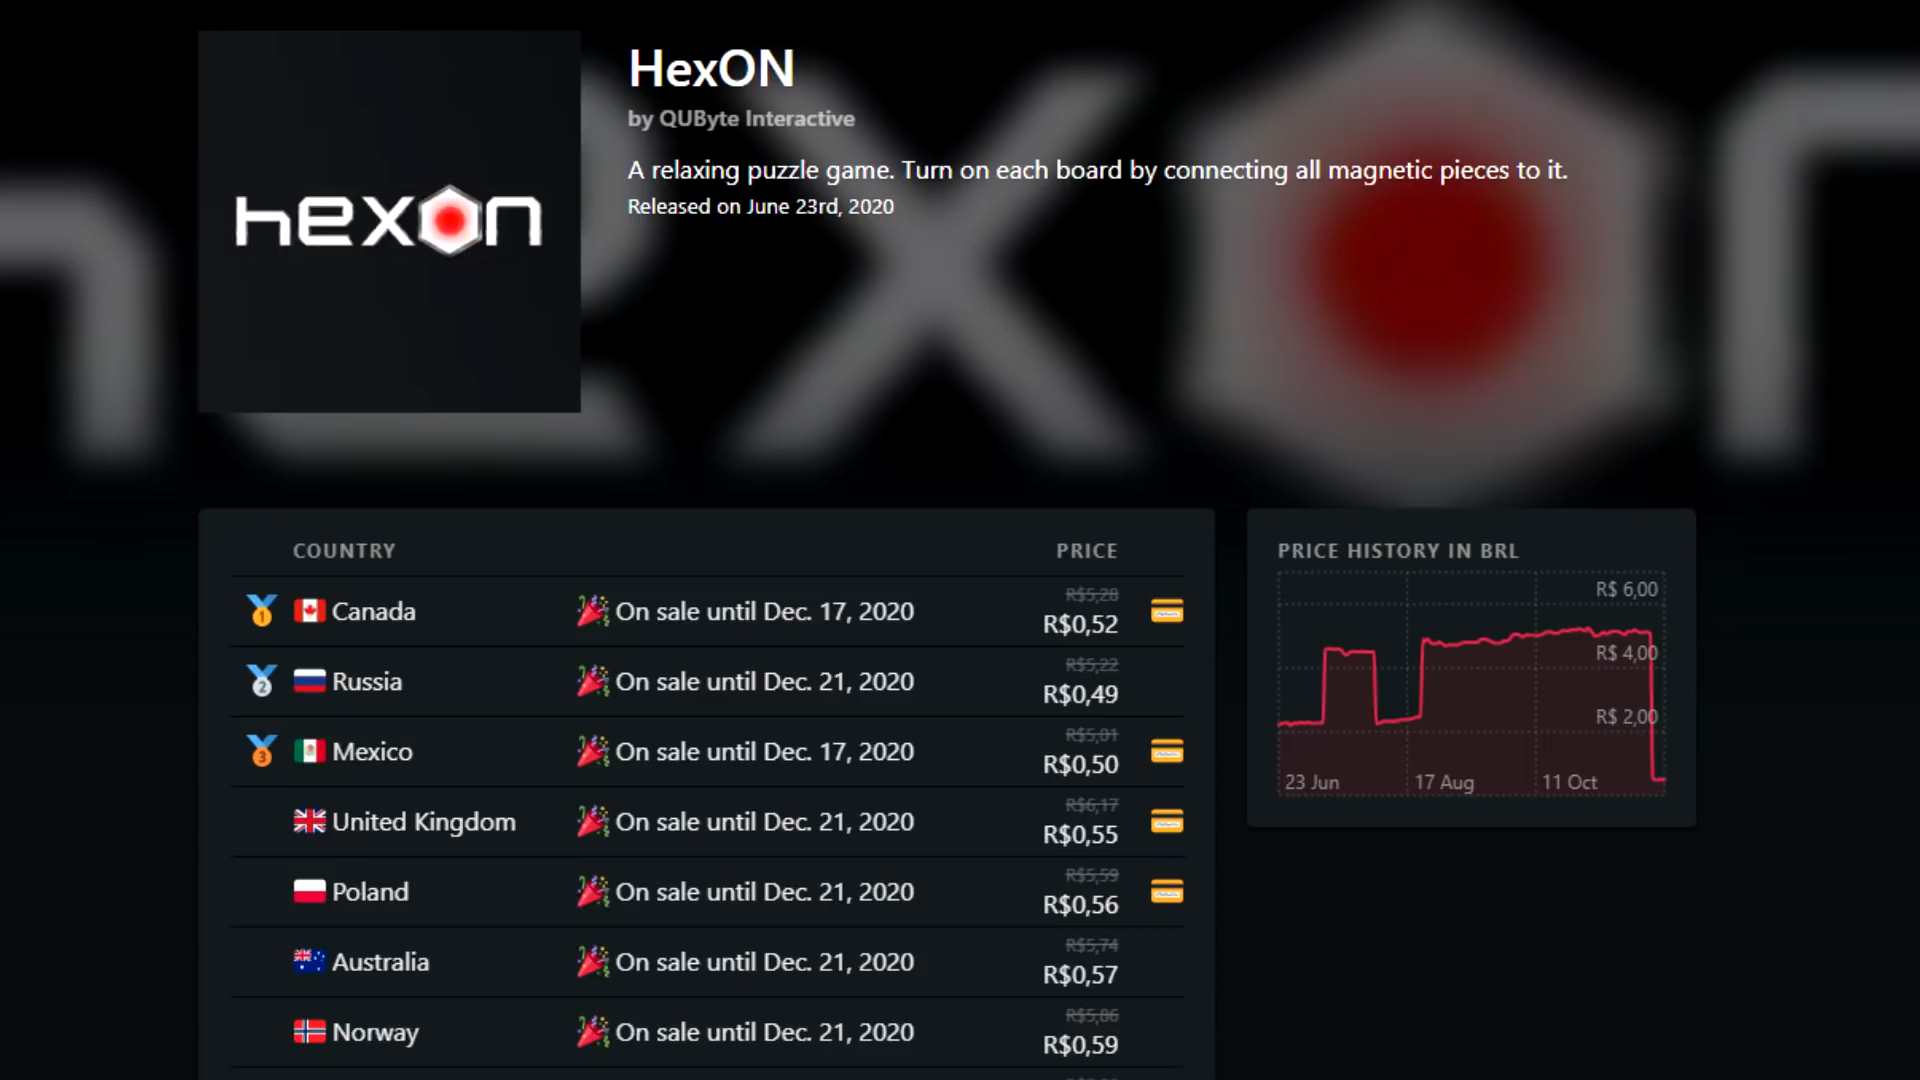 hexon
HexON
by QUByte Interactive
A relaxing puzzle game. Turn on each board by connecting all magnetic pieces to it.
Released on June 23rd, 2020
COUNTRY PRICE
1 Canada On sale until Dec. 17, 2020 R$5,28 R$0,52
2 Russia On sale until Dec. 21, 2020 R$5,22 R$0,49
3 Mexico On sale until Dec. 17, 2020 R$5,01 R$0,50
United Kingdom On sale until Dec. 21, 2020 R$6,17 R$0,55
Poland On sale until Dec. 21, 2020 R$5,59 R$0,56
Australia On sale until Dec. 21, 2020 R$5,74 R$0,57
Norway On sale until Dec. 21, 2020 R$5,86 R$0,59
PRICE HISTORY IN BRL
R$ 6,00
R$ 4,00
R$ 2,00
23 Jun 17 Aug 11 Oct